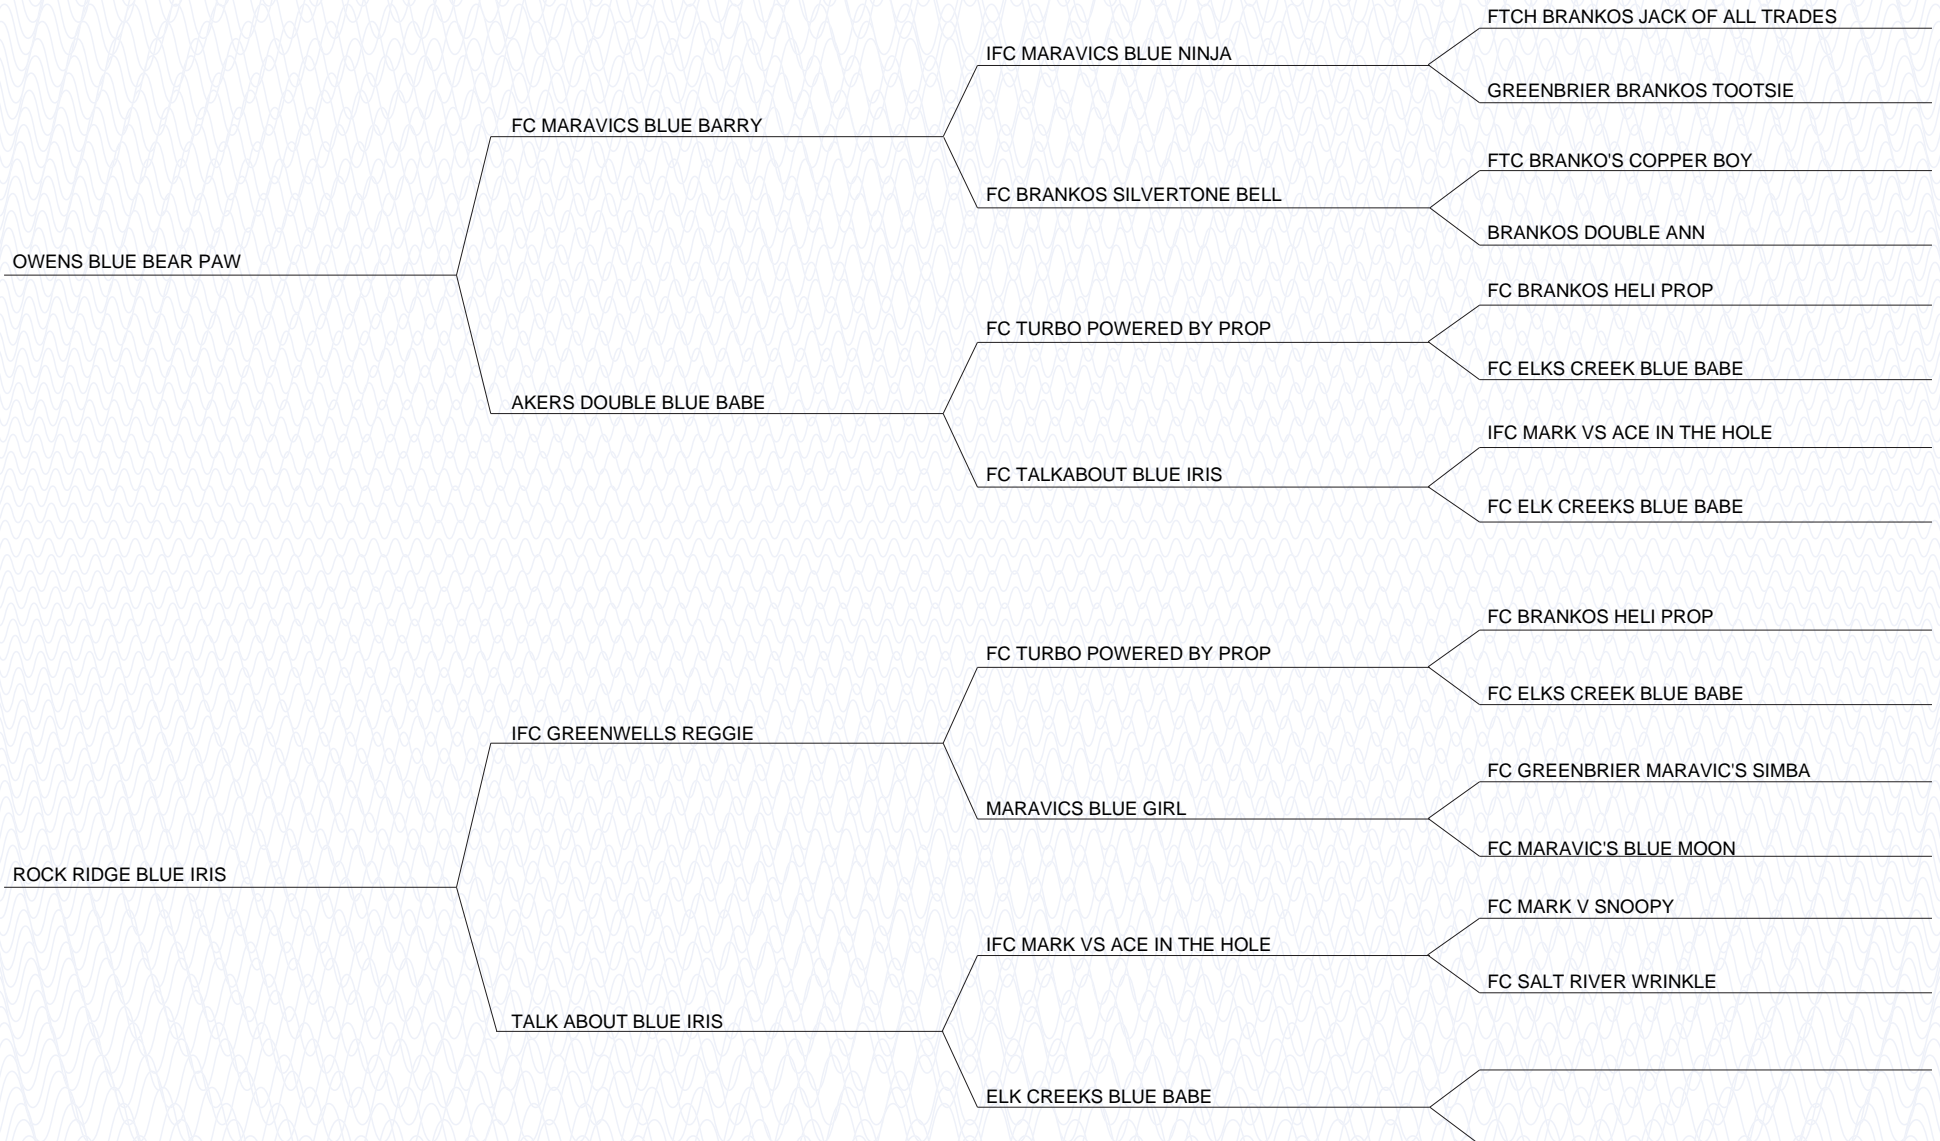 FTCH BRANKOS JACK OF ALL TRADES
IFC MARAVICS BLUE NINJA
GREENBRIER BRANKOS TOOTSIE
FC MARAVICS BLUE BARRY
FTC BRANKO'S COPPER BOY
FC BRANKOS SILVERTONE BELL
BRANKOS DOUBLE ANN
OWENS BLUE BEAR PAW
FC BRANKOS HELI PROP
FC TURBO POWERED BY PROP
FC ELKS CREEK BLUE BABE
AKERS DOUBLE BLUE BABE
IFC MARK VS ACE IN THE HOLE
FC TALKABOUT BLUE IRIS
FC ELK CREEKS BLUE BABE
FC BRANKOS HELI PROP
FC TURBO POWERED BY PROP
FC ELKS CREEK BLUE BABE
IFC GREENWELLS REGGIE
FC GREENBRIER MARAVIC'S SIMBA
MARAVICS BLUE GIRL
FC MARAVIC'S BLUE MOON
ROCK RIDGE BLUE IRIS
FC MARK V SNOOPY
IFC MARK VS ACE IN THE HOLE
FC SALT RIVER WRINKLE
TALK ABOUT BLUE IRIS
ELK CREEKS BLUE BABE